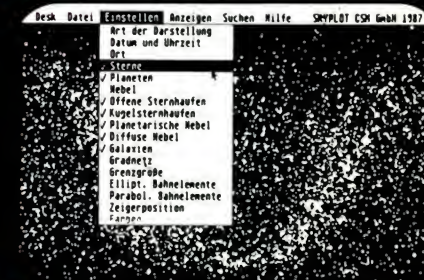 Desk Datei Einstellen Anzeigen Suchen Hilfe SKYPLOT CSM GmbH 1987
Art der Darstellung
Datum und Uhrzeit
Ort
✓ Sterne
✓ Planeten
Nebel
✓ Offene Sternhaufen
✓ Kugelsternhaufen
✓ Planetarische Nebel
✓ Diffuse Nebel
✓ Galaxien
Gradnetz
Grenzgröße
Ellipt. Bahnelemente
Parabol. Bahnelemente
Zeigerposition
Farben